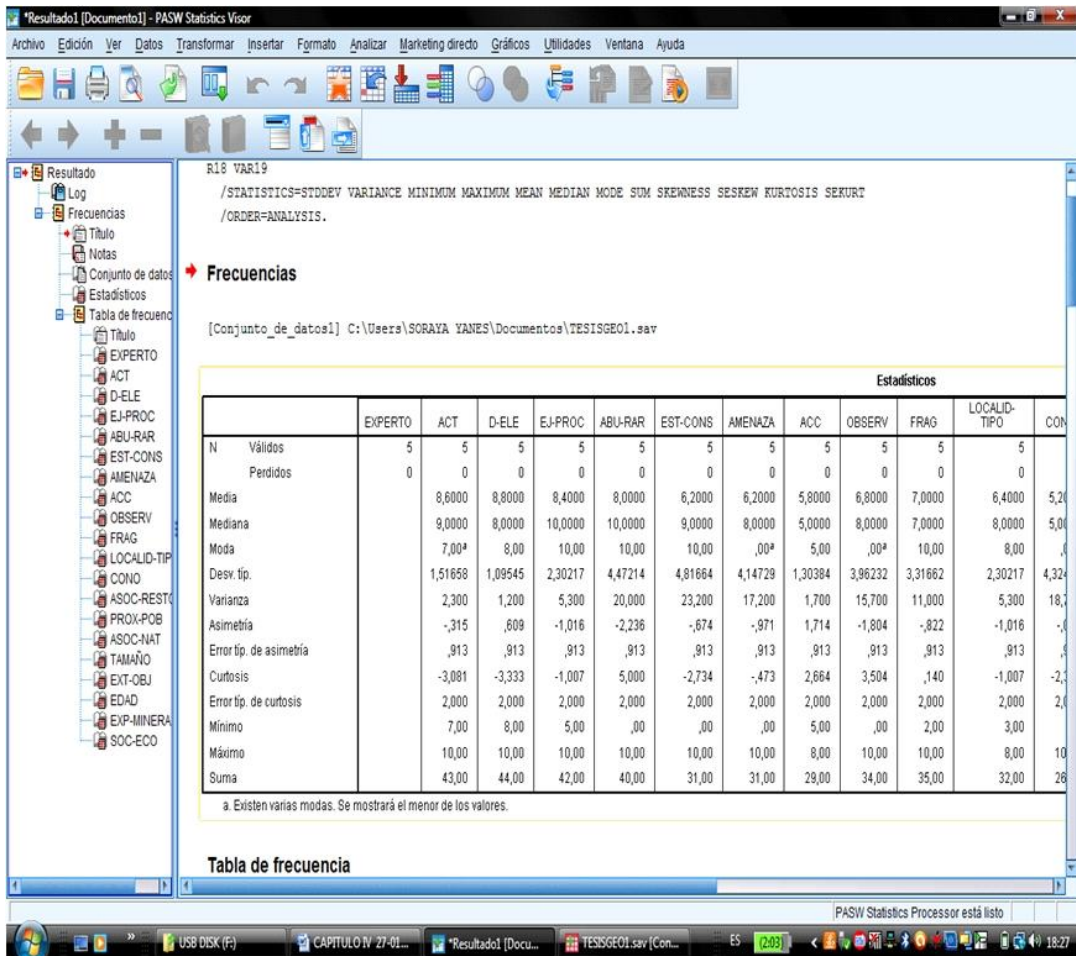 *Resultado1 [Documento1] - PASW Statistics Visor
Archivo Edición Ver Datos Transformar Insertar Formato Analizar Marketing directo Gráficos Utilidades Ventana Ayuda
Resultado
Log
Frecuencias
Título
Notas
Conjunto de datos
Estadísticos
Tabla de frecuenc
Título
EXPERTO
ACT
D-ELE
EJ-PROC
ABU-RAR
EST-CONS
AMENAZA
ACC
OBSERV
FRAG
LOCALID-TIP
CONO
ASOC-RESTO
PROX-POB
ASOC-NAT
TAMAÑO
EXT-OBJ
EDAD
EXP-MINERA
SOC-ECO
R18 VAR19
/STATISTICS=STDDEV VARIANCE MINIMUM MAXIMUM MEAN MEDIAN MODE SUM SKEWNESS SESKEW KURTOSIS SEKURT
/ORDER=ANALYSIS.
Frecuencias
[Conjunto_de_datos1] C:\Users\SORAYA YANES\Documentos\TESISGEO1.sav
Estadísticos
EXPERTO ACT D-ELE EJ-PROC ABU-RAR EST-CONS AMENAZA ACC OBSERV FRAG LOCALID-TIPO CON
N Válidos 5 5 5 5 5 5 5 5 5 5 5
Perdidos 0 0 0 0 0 0 0 0 0 0 0
Media 8,6000 8,8000 8,4000 8,0000 6,2000 6,2000 5,8000 6,8000 7,0000 6,4000 5,20
Mediana 9,0000 8,0000 10,0000 10,0000 9,0000 8,0000 5,0000 8,0000 7,0000 8,0000 5,00
Moda 7,00ª 8,00 10,00 10,00 10,00 ,00ª 5,00 ,00ª 10,00 8,00
Desv. típ. 1,51658 1,09545 2,30217 4,47214 4,81664 4,14729 1,30384 3,96232 3,31662 2,30217 4,324
Varianza 2,300 1,200 5,300 20,000 23,200 17,200 1,700 15,700 11,000 5,300 18,7
Asimetría -,315 ,609 -1,016 -2,236 -,674 -,971 1,714 -1,804 -,822 -1,016
Error típ. de asimetría ,913 ,913 ,913 ,913 ,913 ,913 ,913 ,913 ,913 ,913
Curtosis -3,081 -3,333 -1,007 5,000 -2,734 -,473 2,664 3,504 ,140 -1,007
Error típ. de curtosis 2,000 2,000 2,000 2,000 2,000 2,000 2,000 2,000 2,000 2,000 2,0
Mínimo 7,00 8,00 5,00 ,00 ,00 ,00 5,00 ,00 2,00 3,00
Máximo 10,00 10,00 10,00 10,00 10,00 10,00 8,00 10,00 10,00 8,00 10
Suma 43,00 44,00 42,00 40,00 31,00 31,00 29,00 34,00 35,00 32,00 26
a. Existen varias modas. Se mostrará el menor de los valores.
Tabla de frecuencia
PASW Statistics Processor está listo
USB DISK (F:) CAPITULO IV 27-01... *Resultado1 [Docu... TESISGEO1.sav [Con... ES (2:03) 18:27